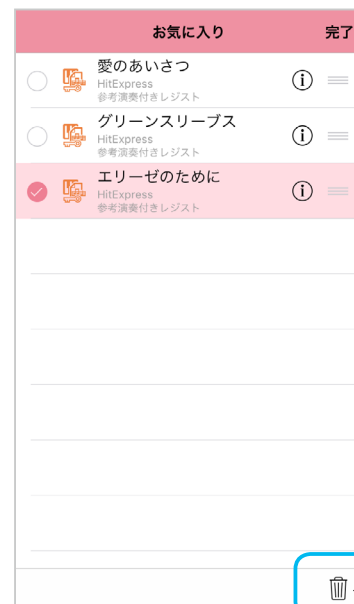 お気に入り 完了
愛のあいさつ
HitExpress
参考演奏付きレジスト
グリーンスリーブス
HitExpress
参考演奏付きレジスト
エリーゼのために
HitExpress
参考演奏付きレジスト